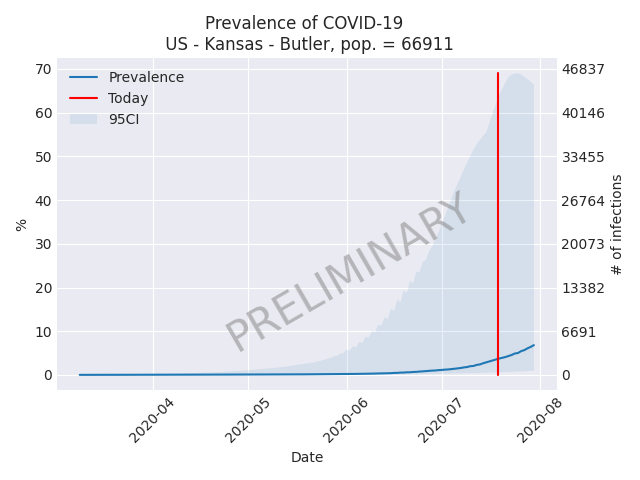 Prevalence of COVID-19
US - Kansas - Butler, pop. = 66911
Prevalence
Today
95CI
70
60
50
40
30
20
10
0
%
46837
40146
33455
26764
20073
13382
6691
0
# of infections
PRELIMINARY
2020-04
2020-05
2020-06
2020-07
2020-08
Date